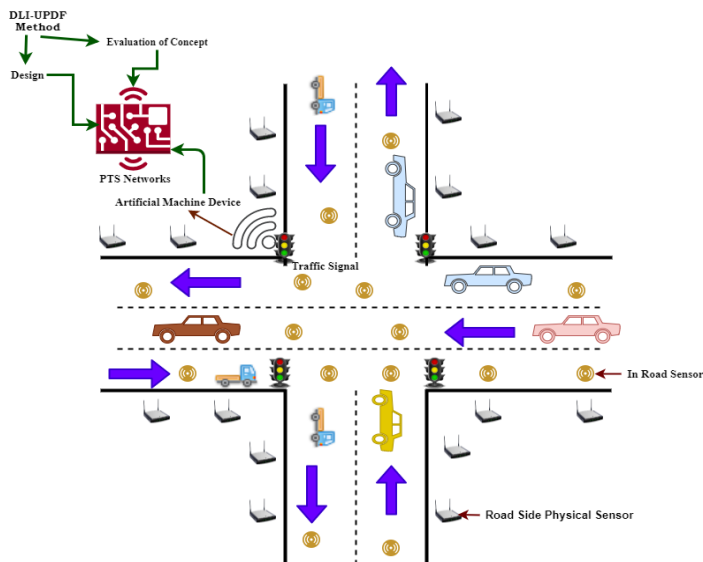 DLI-UPDF
Method
Evaluation of Concept
Design
PTS Networks
Artificial Machine Device
Traffic Signal
In Road Sensor
Road Side Physical Sensor